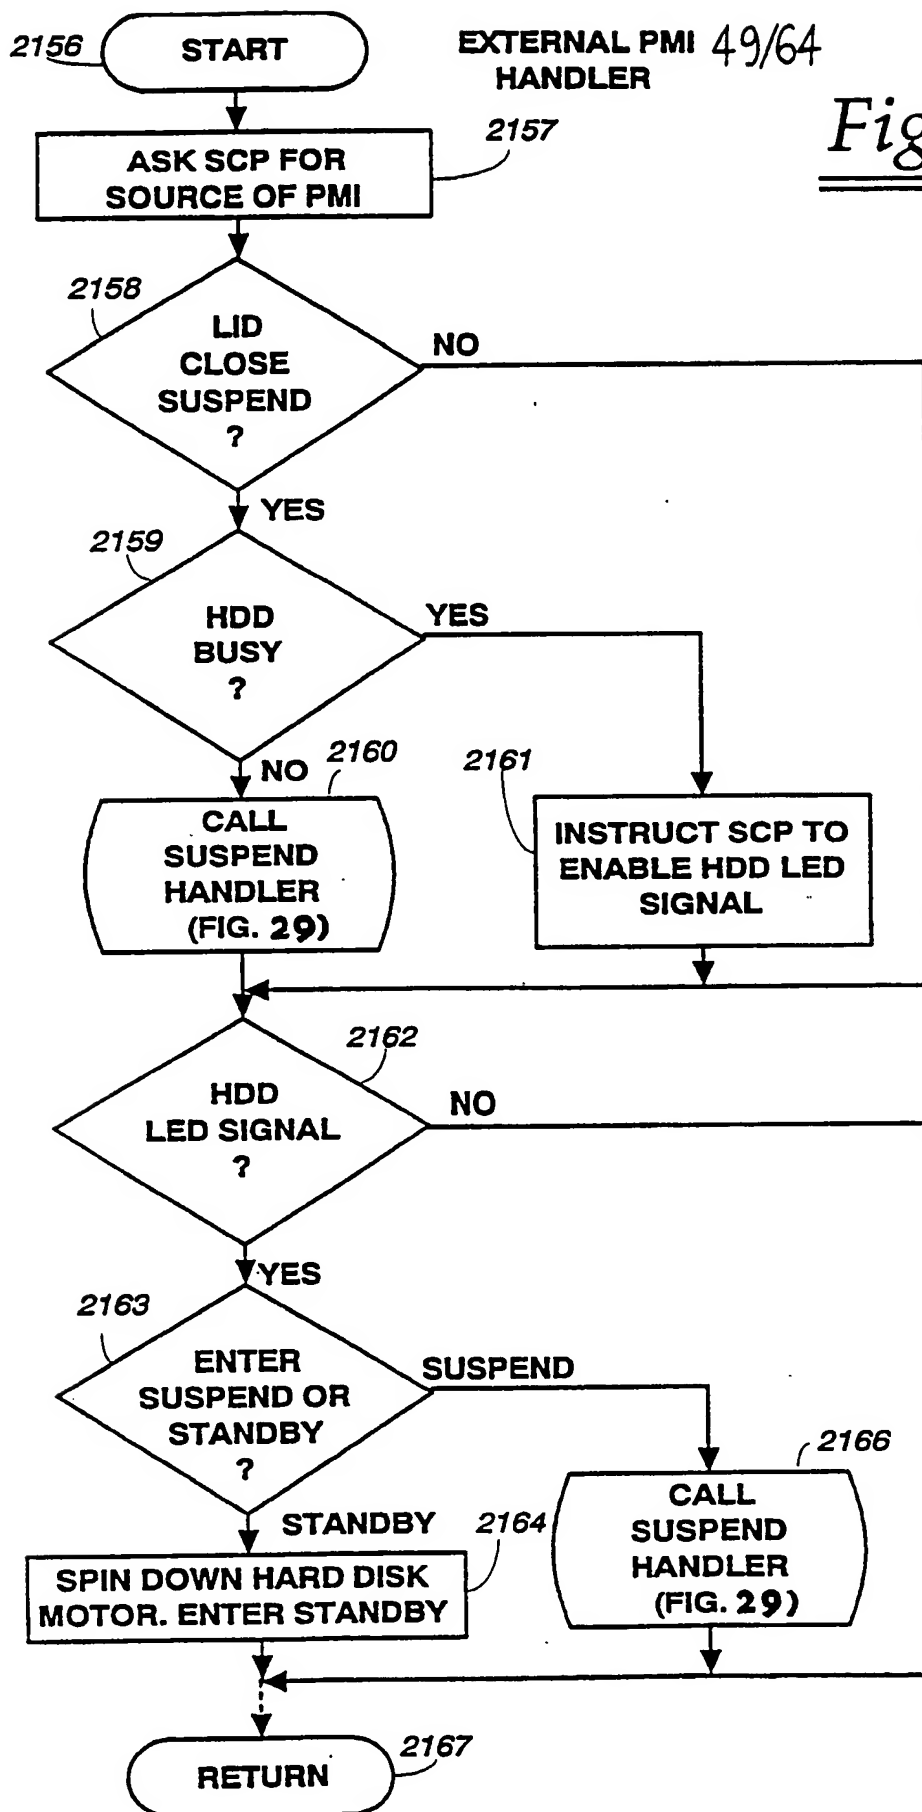 2156
START
EXTERNAL PMI
HANDLER
49/64
Fig
2157
ASK SCP FOR
SOURCE OF PMI
2158
LID
CLOSE
SUSPEND
?
NO
YES
2159
HDD
BUSY
?
YES
NO
2160
CALL
SUSPEND
HANDLER
(FIG. 29)
2161
INSTRUCT SCP TO
ENABLE HDD LED
SIGNAL
2162
HDD
LED SIGNAL
?
NO
YES
2163
ENTER
SUSPEND OR
STANDBY
?
SUSPEND
STANDBY
2164
SPIN DOWN HARD DISK
MOTOR. ENTER STANDBY
2166
CALL
SUSPEND
HANDLER
(FIG. 29)
2167
RETURN